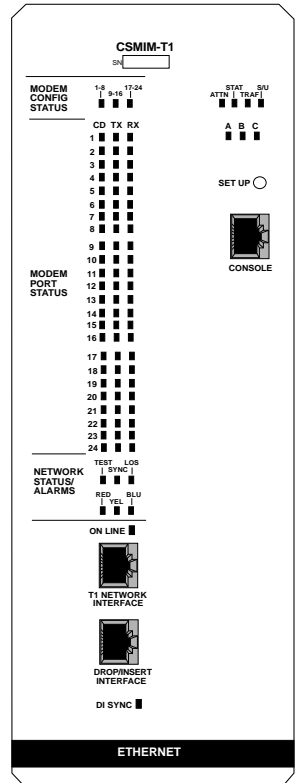 CSMIM-T1
SN
MODEM CONFIG STATUS
1-8 9-16 17-24
ATTN STAT TRAF S/U
CD TX RX
A B C
1
2
3
4
5
6
7
8
SET UP
CONSOLE
MODEM PORT STATUS
9
10
11
12
13
14
15
16
17
18
19
20
21
22
23
24
NETWORK STATUS/ ALARMS
TEST SYNC LOS
RED YEL BLU
ON LINE
T1 NETWORK
INTERFACE
DROP/INSERT
INTERFACE
DI SYNC
ETHERNET